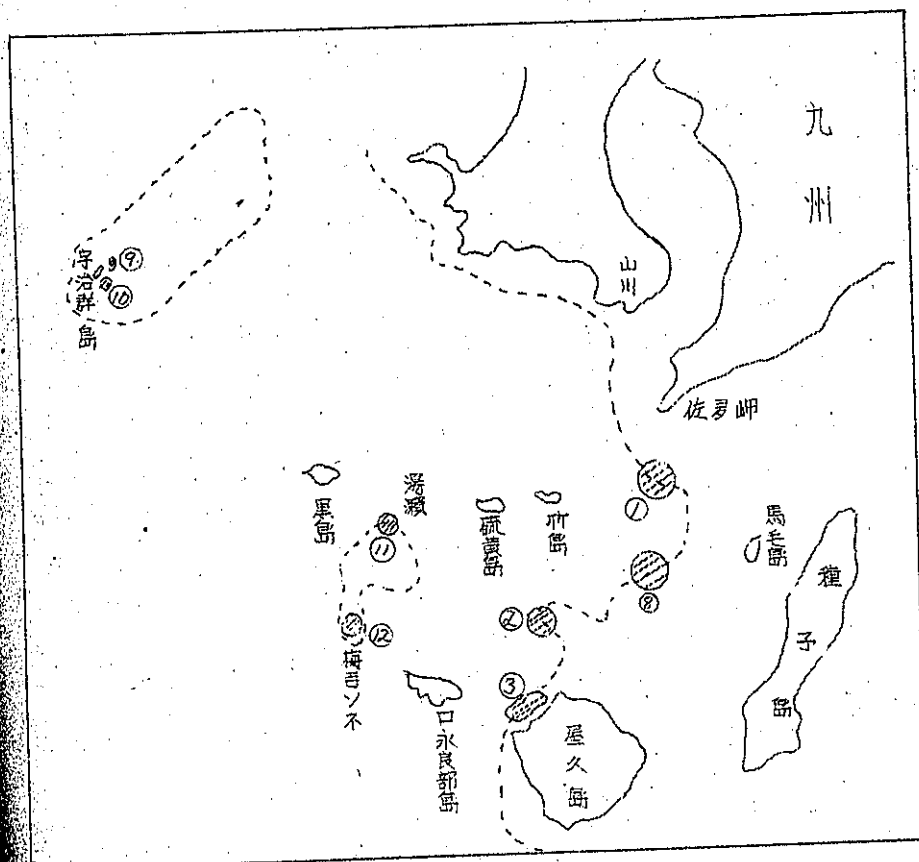 九州
山川
佐多岬
宇治群島
⑨
⑩
黒島
湯瀬
⑪
硫黄島
竹島
①
馬毛島
種子島
⑧
②
⑫
梅吉ソネ
③
口永良部島
屋久島